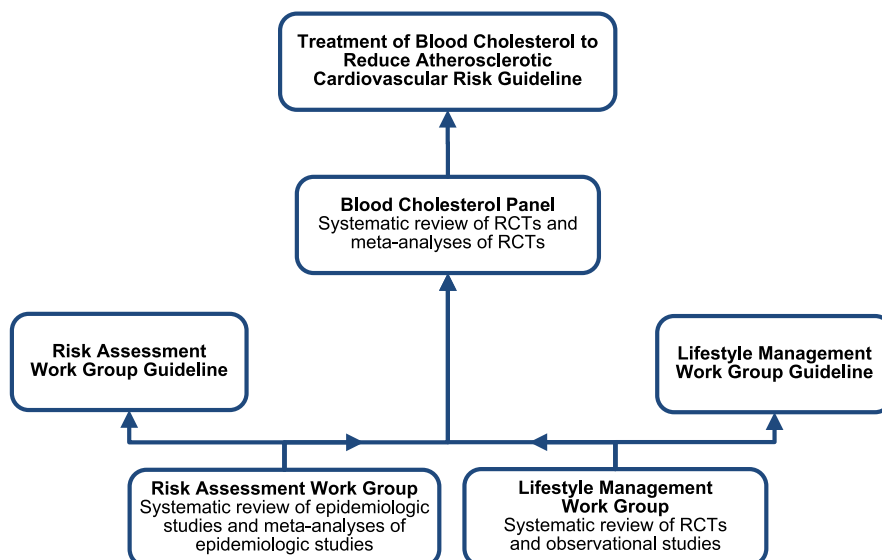 Treatment of Blood Cholesterol to
Reduce Atherosclerotic
Cardiovascular Risk Guideline
Blood Cholesterol Panel
Systematic review of RCTs and
meta-analyses of RCTs
Risk Assessment
Work Group Guideline
Lifestyle Management
Work Group Guideline
Risk Assessment Work Group
Systematic review of epidemiologic
studies and meta-analyses of
epidemiologic studies
Lifestyle Management
Work Group
Systematic review of RCTs
and observational studies